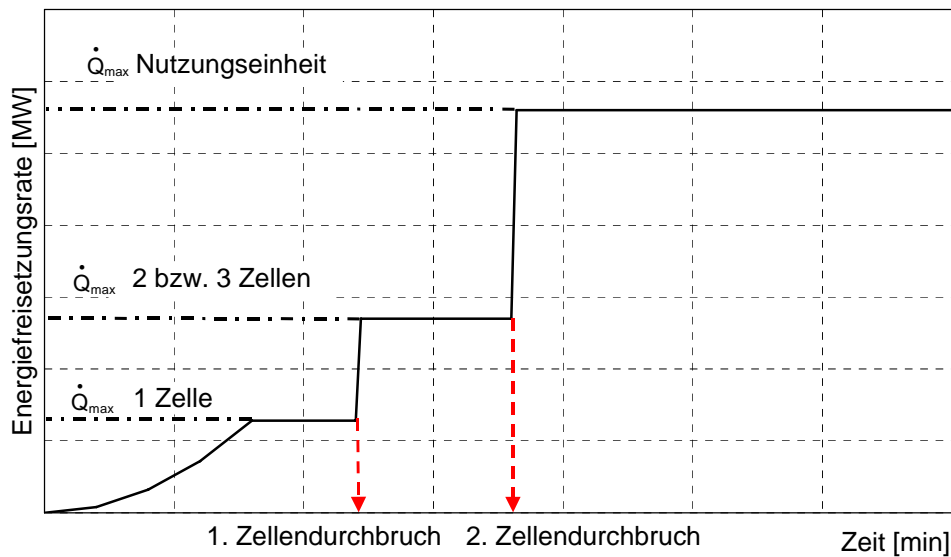 Q̇max Nutzungseinheit
Energiefreisetzungsrate [MW]
Q̇max 2 bzw. 3 Zellen
Q̇max 1 Zelle
1. Zellendurchbruch 2. Zellendurchbruch
Zeit [min]